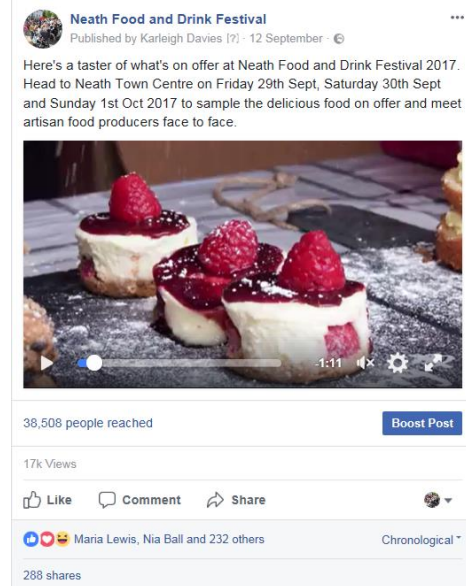 Neath Food and Drink Festival
Published by Karleigh Davies [?] · 12 September ·
Here's a taster of what's on offer at Neath Food and Drink Festival 2017.
Head to Neath Town Centre on Friday 29th Sept, Saturday 30th Sept
and Sunday 1st Oct 2017 to sample the delicious food on offer and meet
artisan food producers face to face.
-1:11
38,508 people reached
Boost Post
17k Views
Like Comment Share
Maria Lewis, Nia Ball and 232 others
Chronological
288 shares